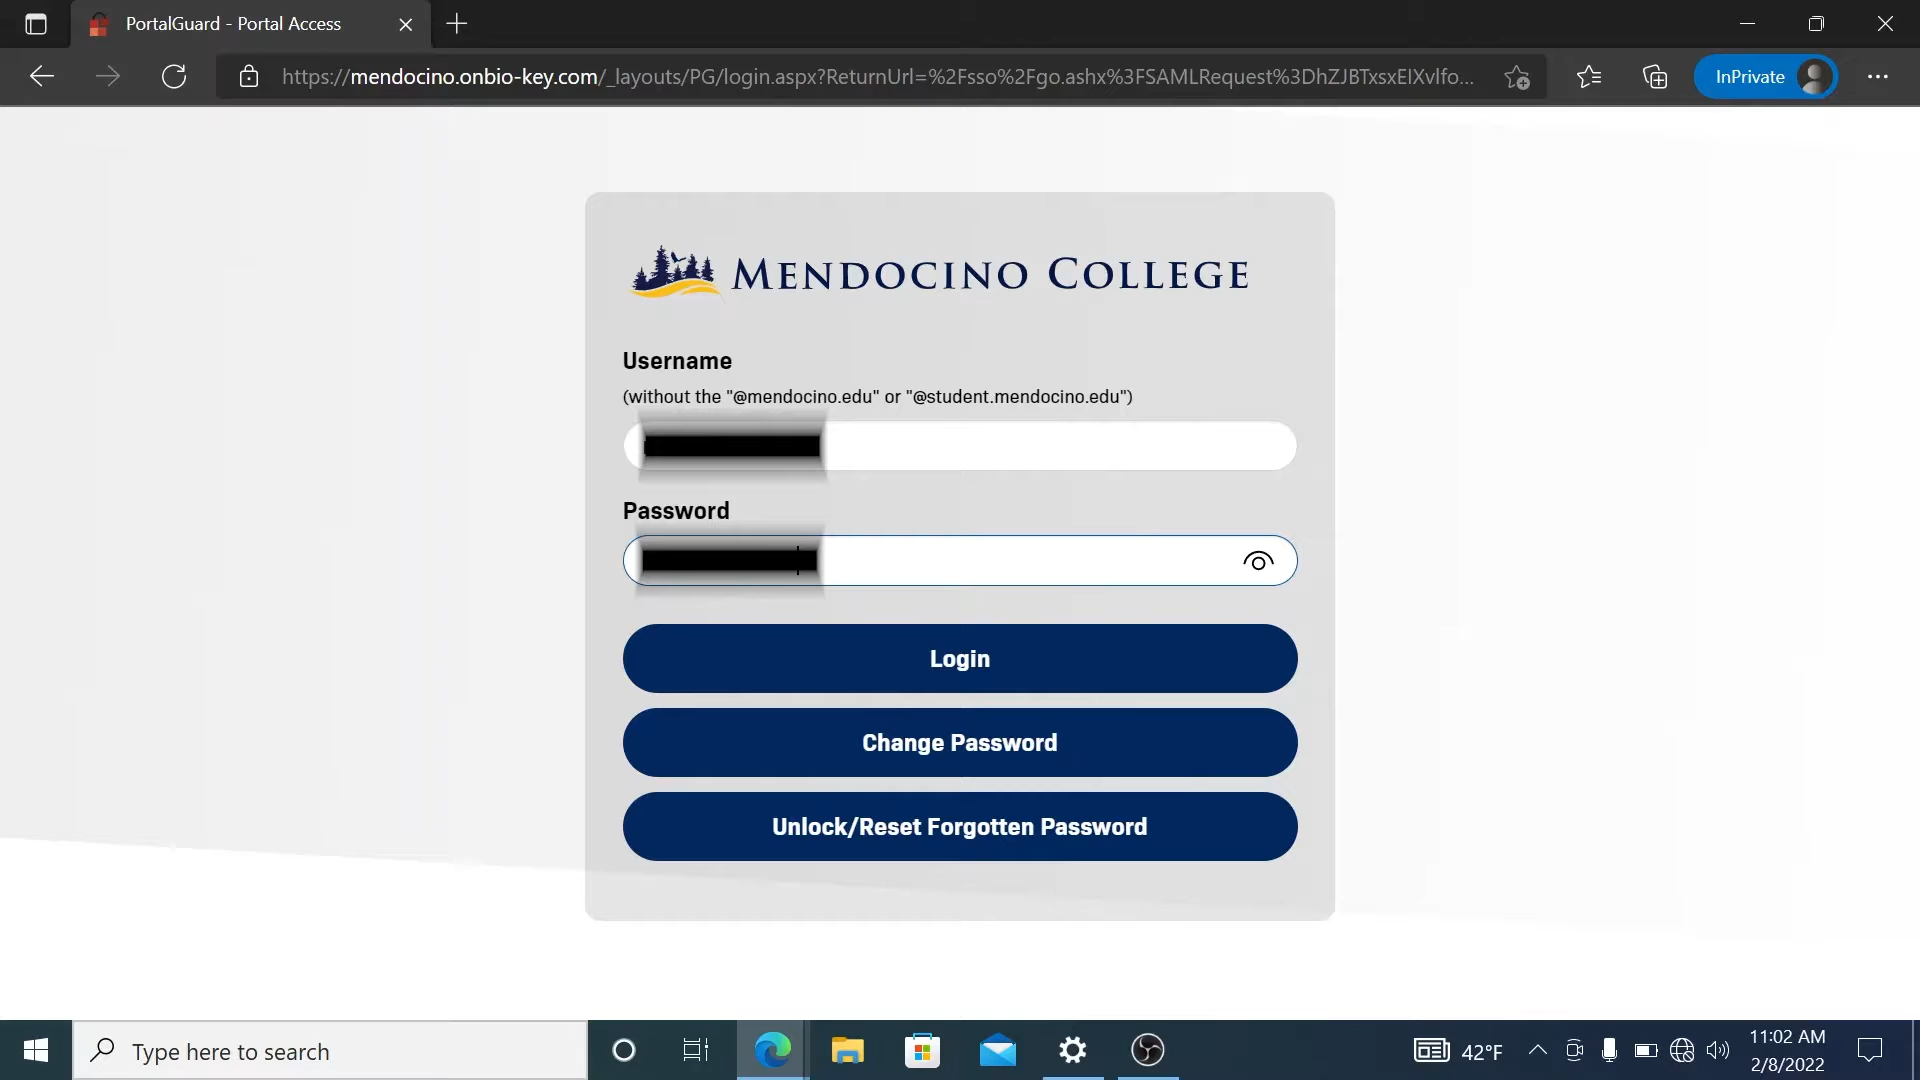 PortalGuard - Portal Access
https://mendocino.onbio-key.com/_layouts/PG/login.aspx?ReturnUrl=%2Fsso%2Fgo.ashx%3FSAMLRequest%3DhZJBTxsxEIXvlfo...
InPrivate
MENDOCINO COLLEGE
Username
(without the "@mendocino.edu" or "@student.mendocino.edu")
Password
Login
Change Password
Unlock/Reset Forgotten Password
Type here to search
42°F
11:02 AM
2/8/2022